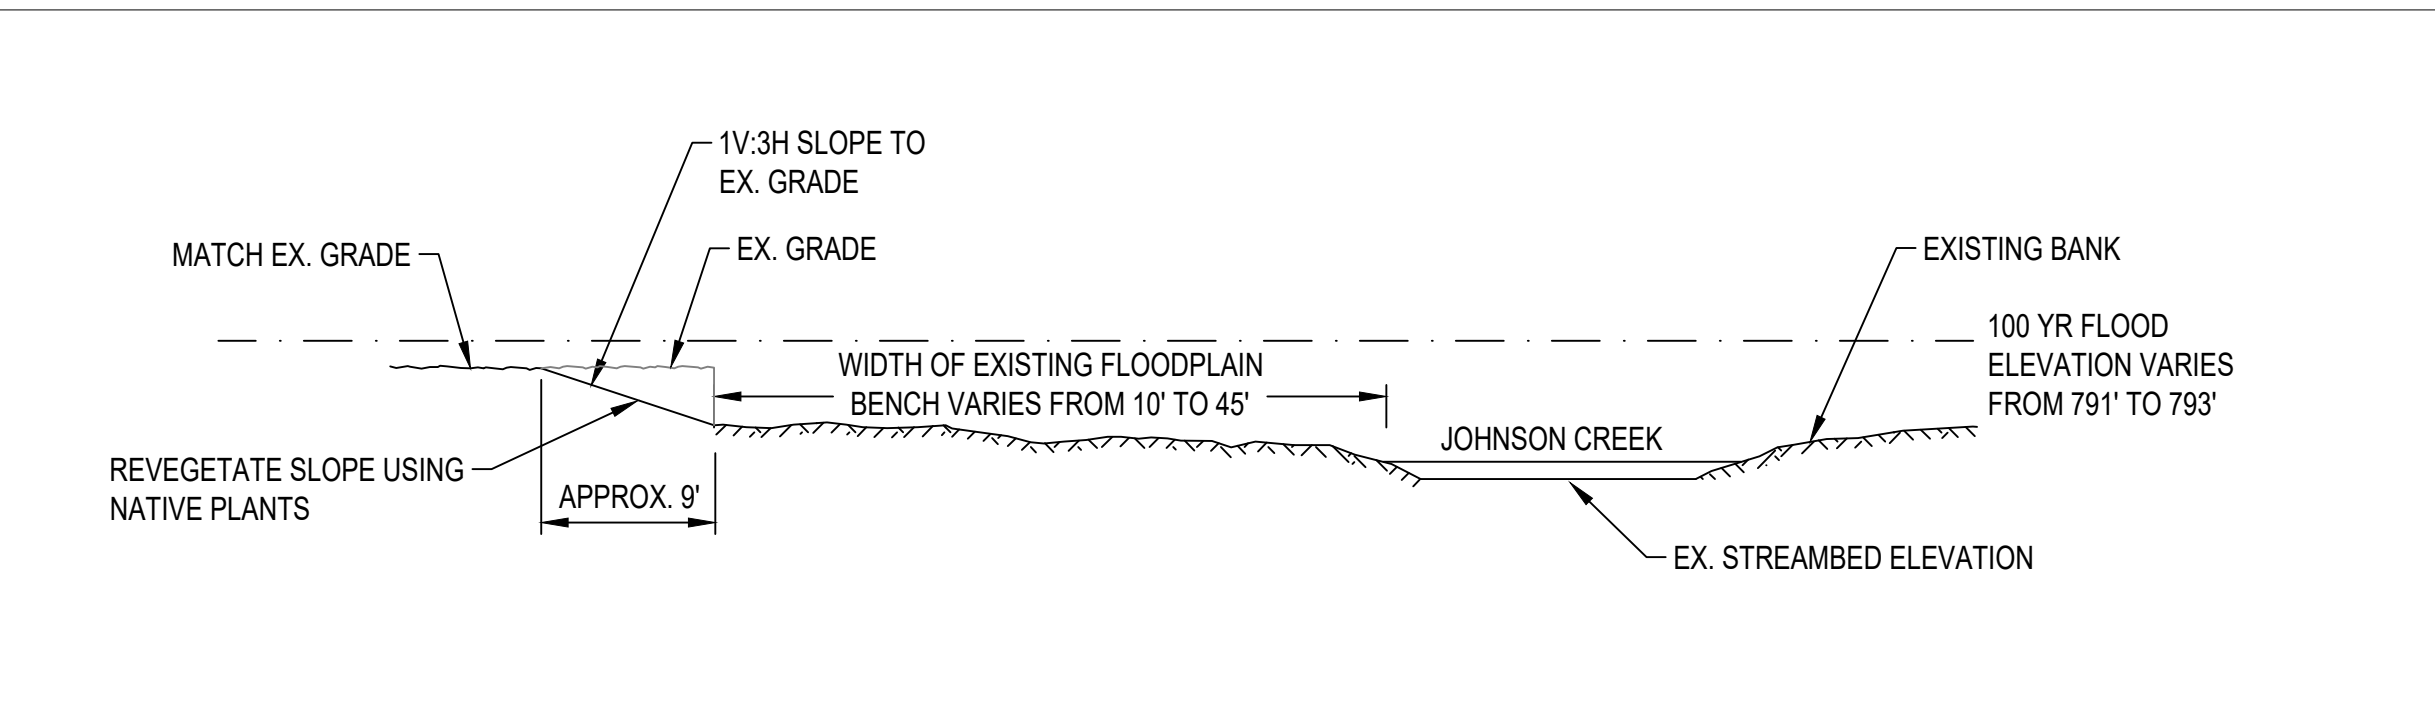 1V:3H SLOPE TO
EX. GRADE
MATCH EX. GRADE
EX. GRADE
EXISTING BANK
100 YR FLOOD
ELEVATION VARIES
FROM 791' TO 793'
WIDTH OF EXISTING FLOODPLAIN
BENCH VARIES FROM 10' TO 45'
JOHNSON CREEK
REVEGETATE SLOPE USING
NATIVE PLANTS
APPROX. 9'
EX. STREAMBED ELEVATION